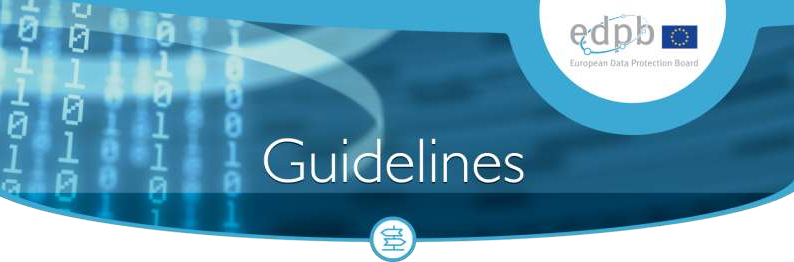 edpb
European Data Protection Board
Guidelines